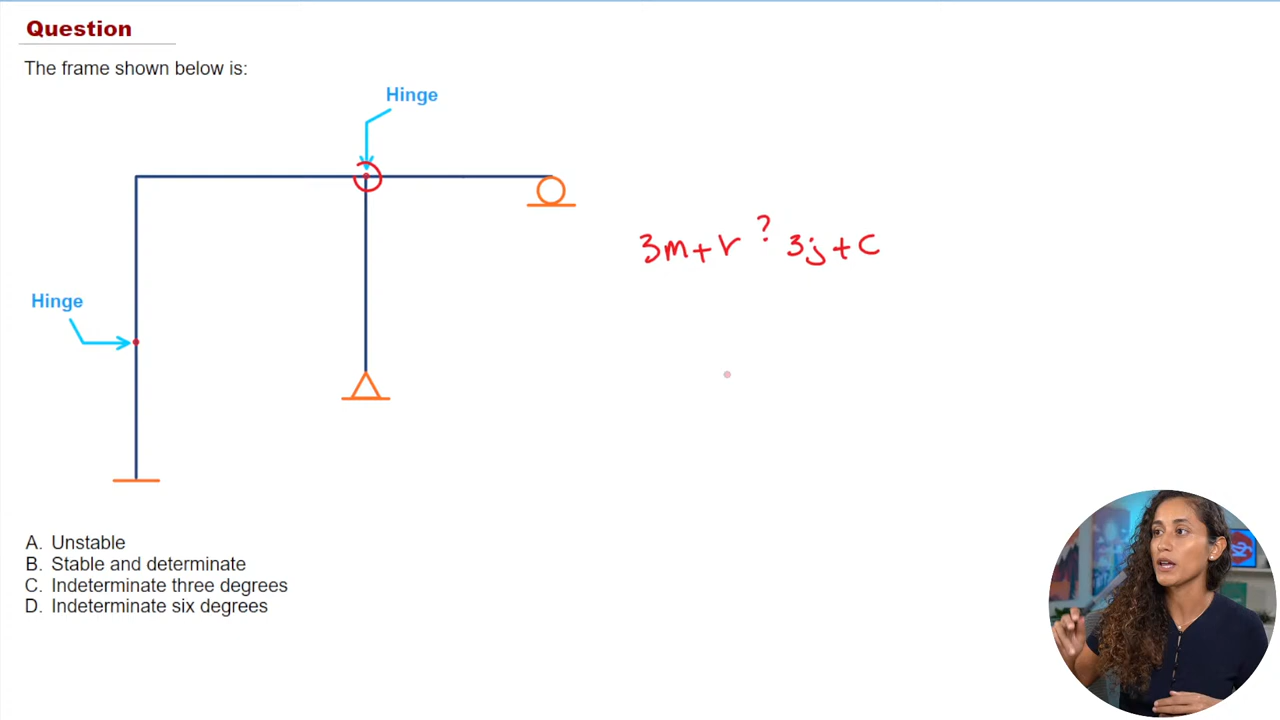 Question
The frame shown below is:
Hinge
3m+r ? 3j+c
Hinge
A. Unstable
B. Stable and determinate
C. Indeterminate three degrees
D. Indeterminate six degrees